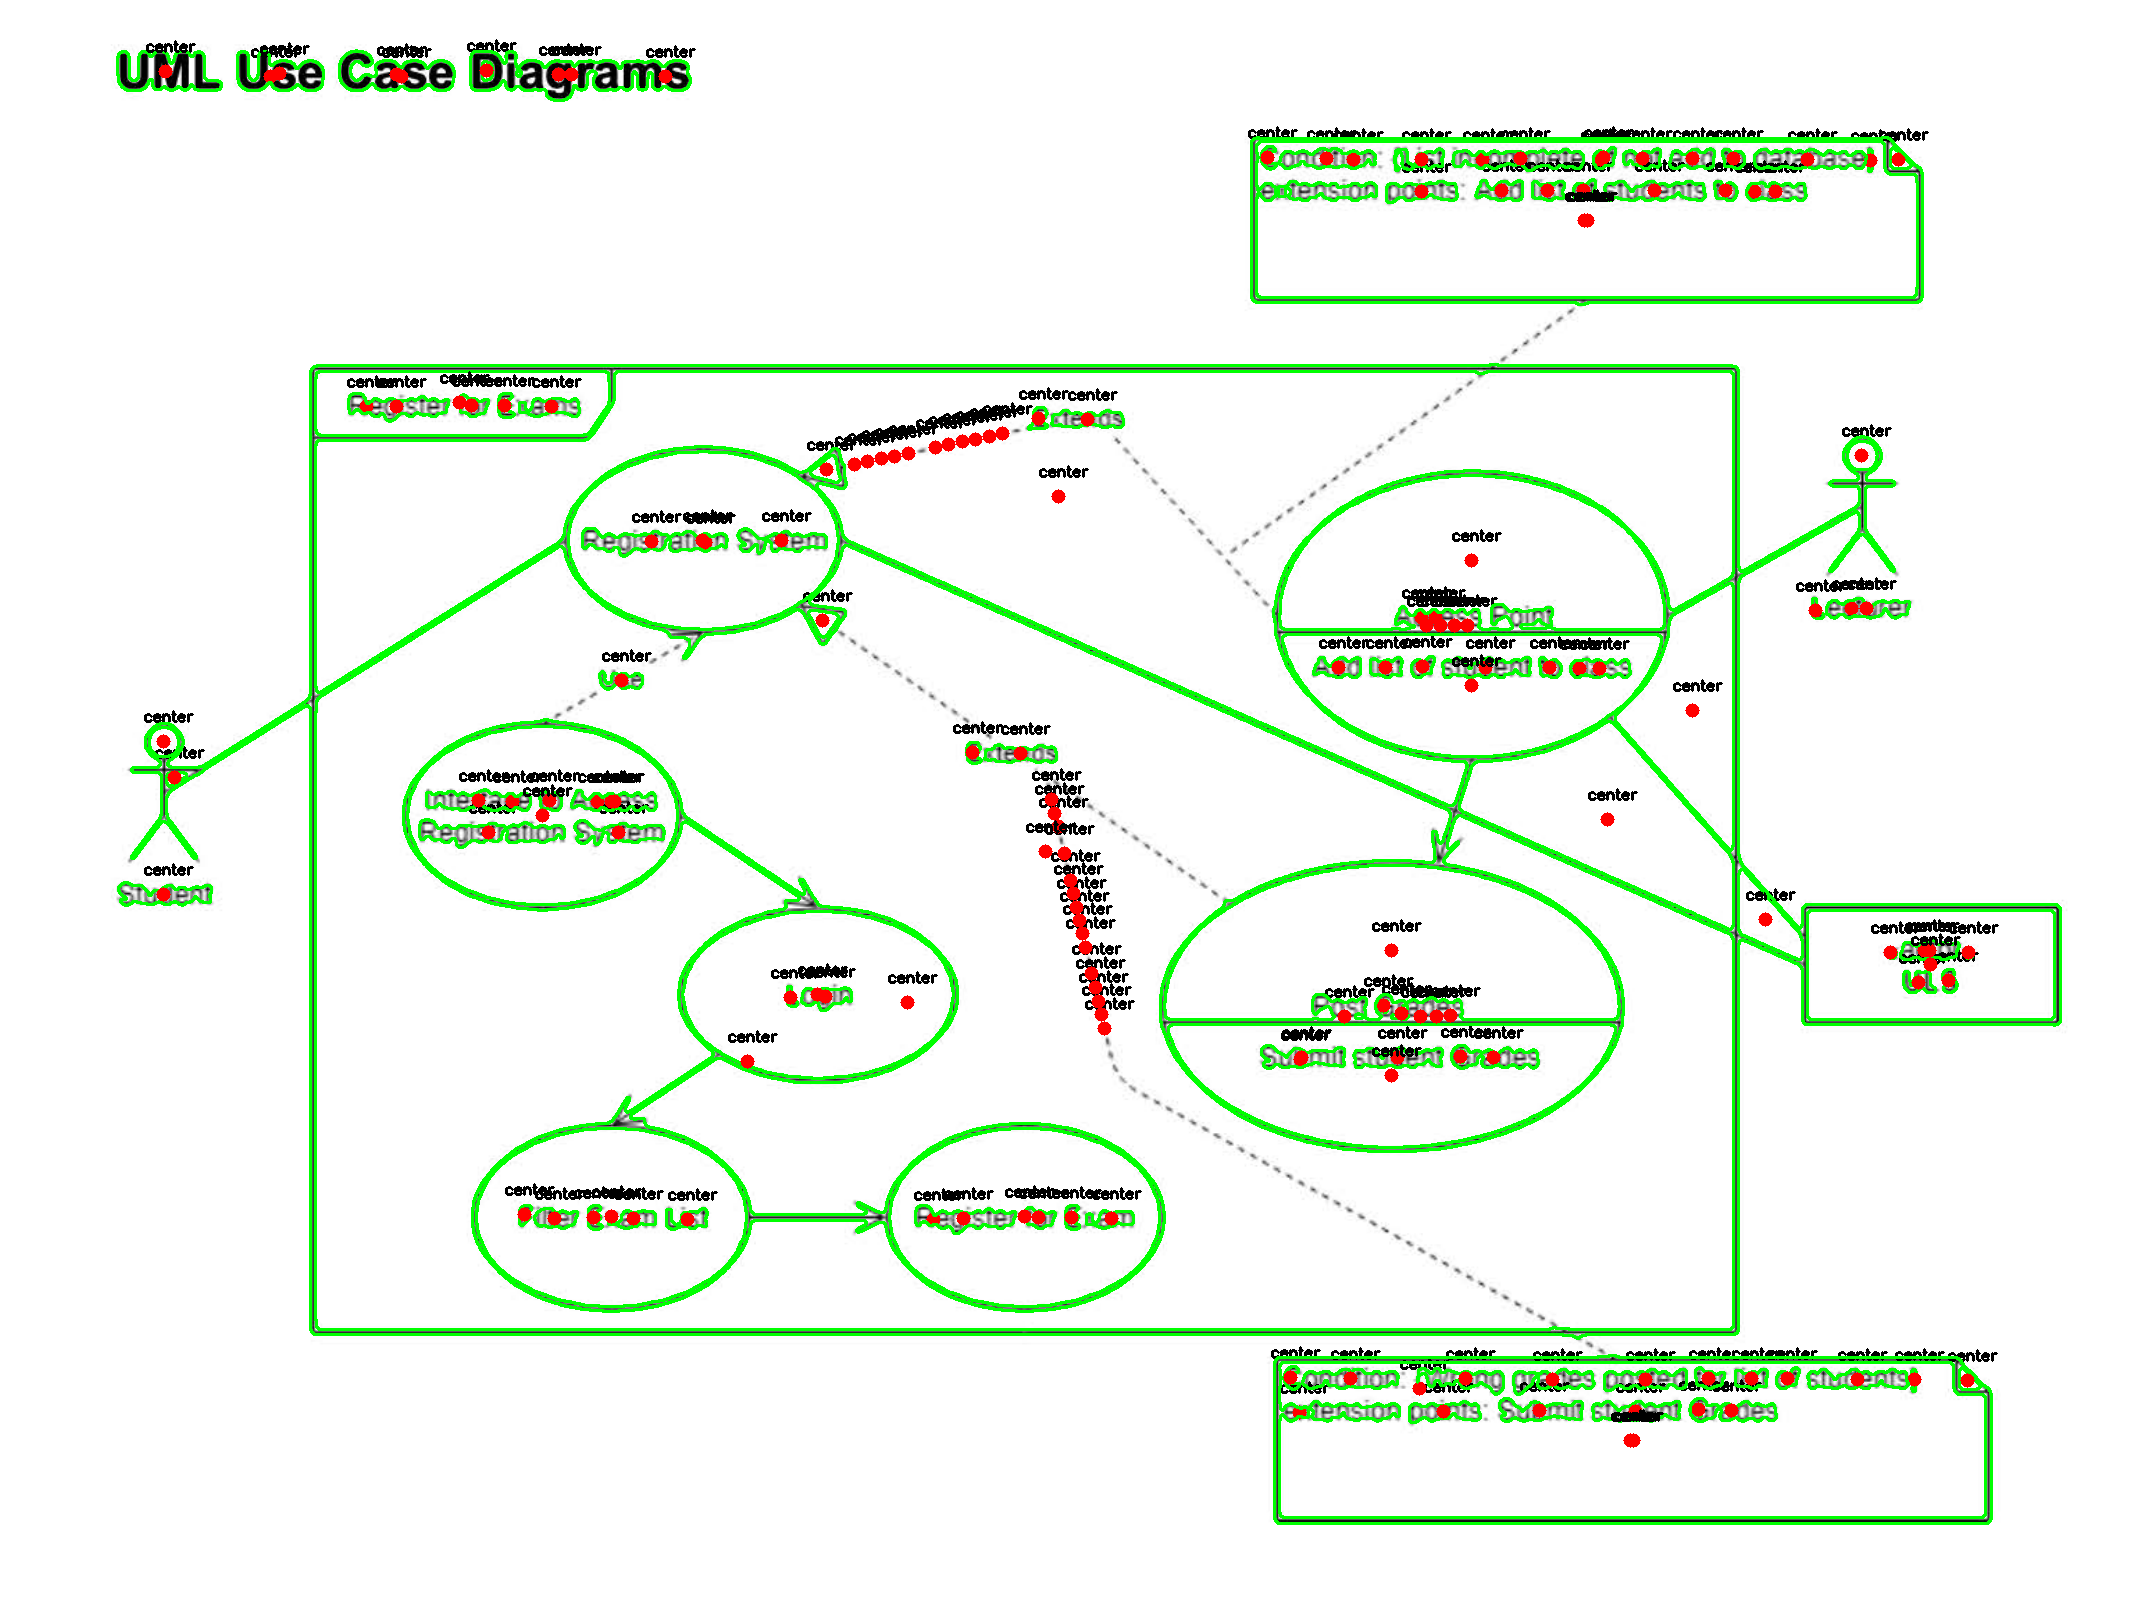 UML Use Case Diagrams
Condition: (List incomplete of not add to database)
extension points: Add list of students to class
Register for Exams
Extends
Registration System
Access Point
Add list of student to class
Lecturer
Use
Extends
Interface to Access
Registration System
Student
Login
Post Grades
Submit student Grades
Filter Exam List
Register for Exam
Condition: (Wrong grades posted for list of students)
extension points: Submit student Grades
center